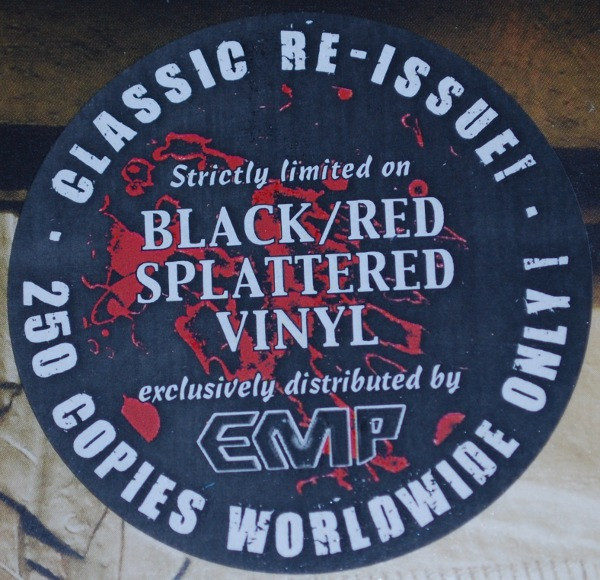 · CLASSIC RE-ISSUE! ·
Strictly limited on
BLACK/RED
SPLATTERED
VINYL
exclusively distributed by
EMP
250 COPIES WORLDWIDE ONLY!